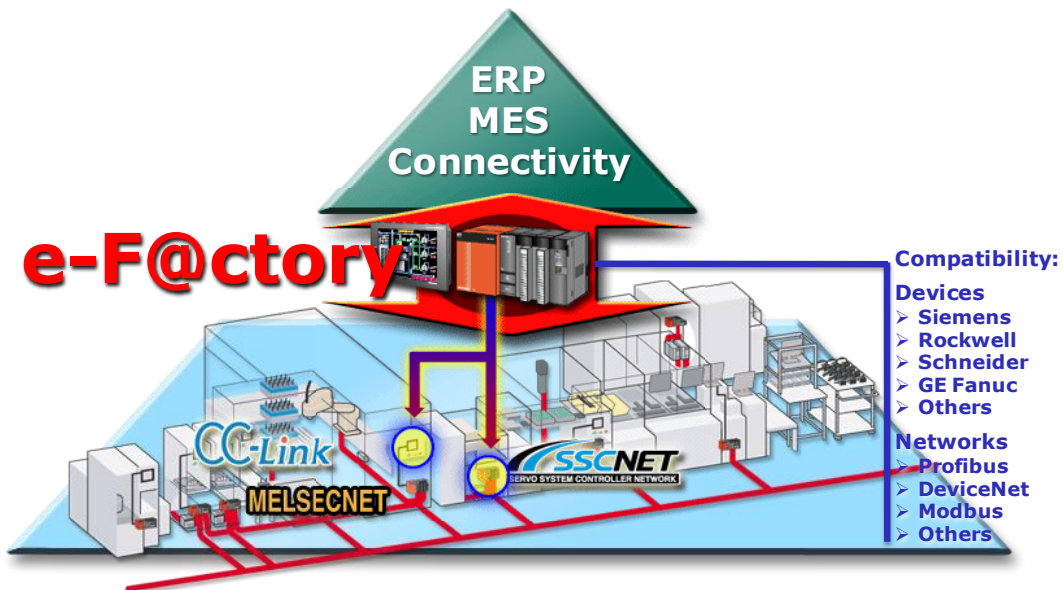 ERP
MES
Connectivity
e-F@ctory
Compatibility:
Devices
➢ Siemens
➢ Rockwell
➢ Schneider
➢ GE Fanuc
➢ Others
Networks
➢ Profibus
➢ DeviceNet
➢ Modbus
➢ Others
CC-Link
SSCNET
SERVO SYSTEM CONTROLLER NETWORK
MELSECNET